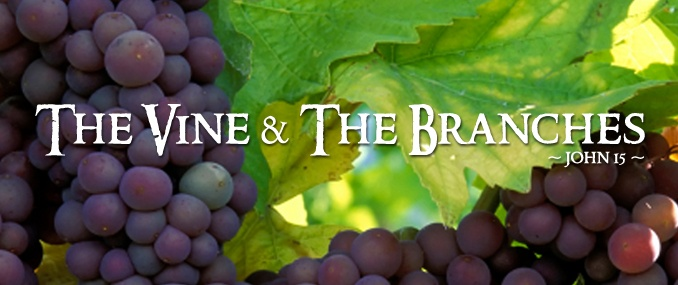 The Vine & The Branches
~ JOHN 15 ~